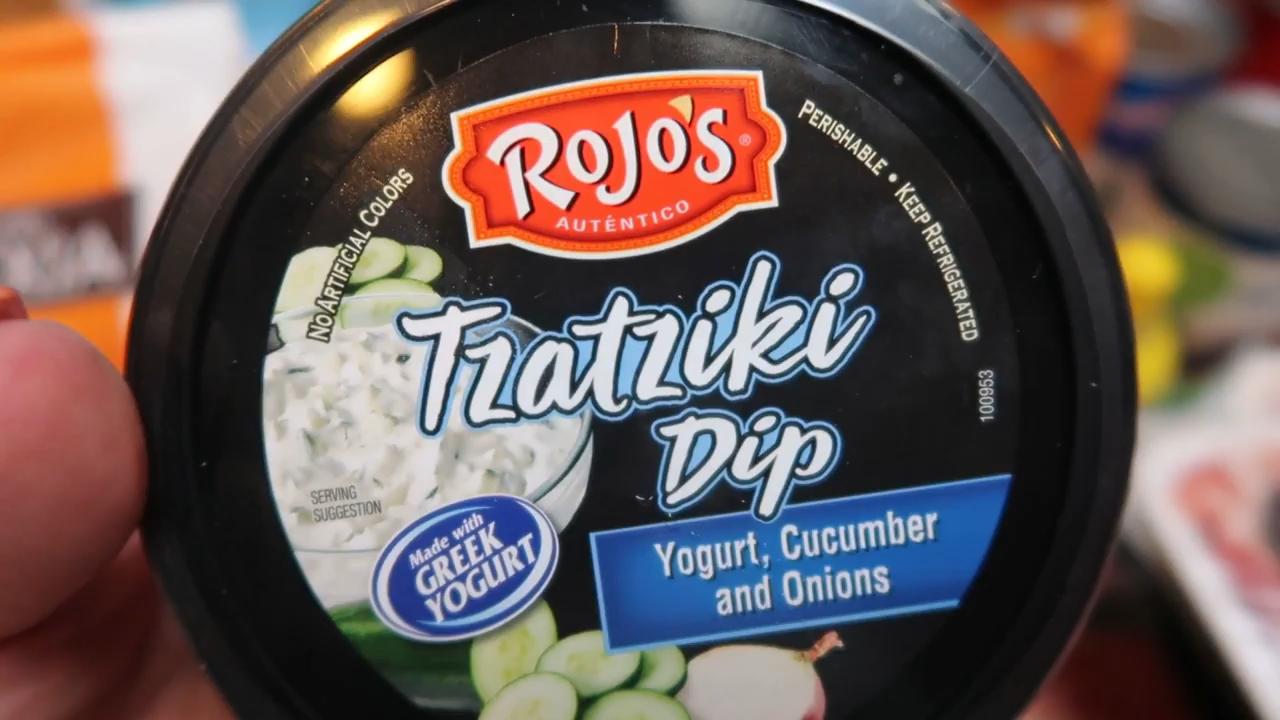 ROJO'S®
AUTÉNTICO
NO ARTIFICIAL COLORS
PERISHABLE • KEEP REFRIGERATED
100953
Tzatziki
Dip
SERVING
SUGGESTION
Made with
GREEK
YOGURT
Yogurt, Cucumber
and Onions